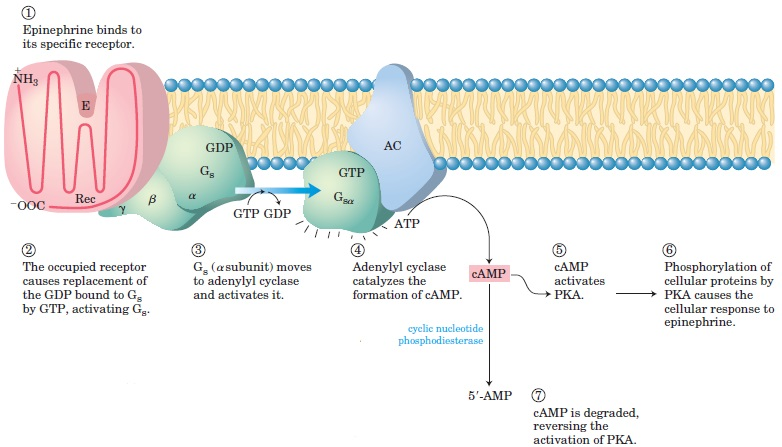 ①
Epinephrine binds to
its specific receptor.
+
NH3
E
Rec
−OOC
GDP
Gs
α
β
γ
GTP GDP
GTP
Gsα
AC
ATP
②
The occupied receptor
causes replacement of
the GDP bound to Gs
by GTP, activating Gs.
③
Gs (α subunit) moves
to adenylyl cyclase
and activates it.
④
Adenylyl cyclase
catalyzes the
formation of cAMP.
cAMP
⑤
cAMP
activates
PKA.
⑥
Phosphorylation of
cellular proteins by
PKA causes the
cellular response to
epinephrine.
cyclic nucleotide
phosphodiesterase
5′-AMP
⑦
cAMP is degraded,
reversing the
activation of PKA.